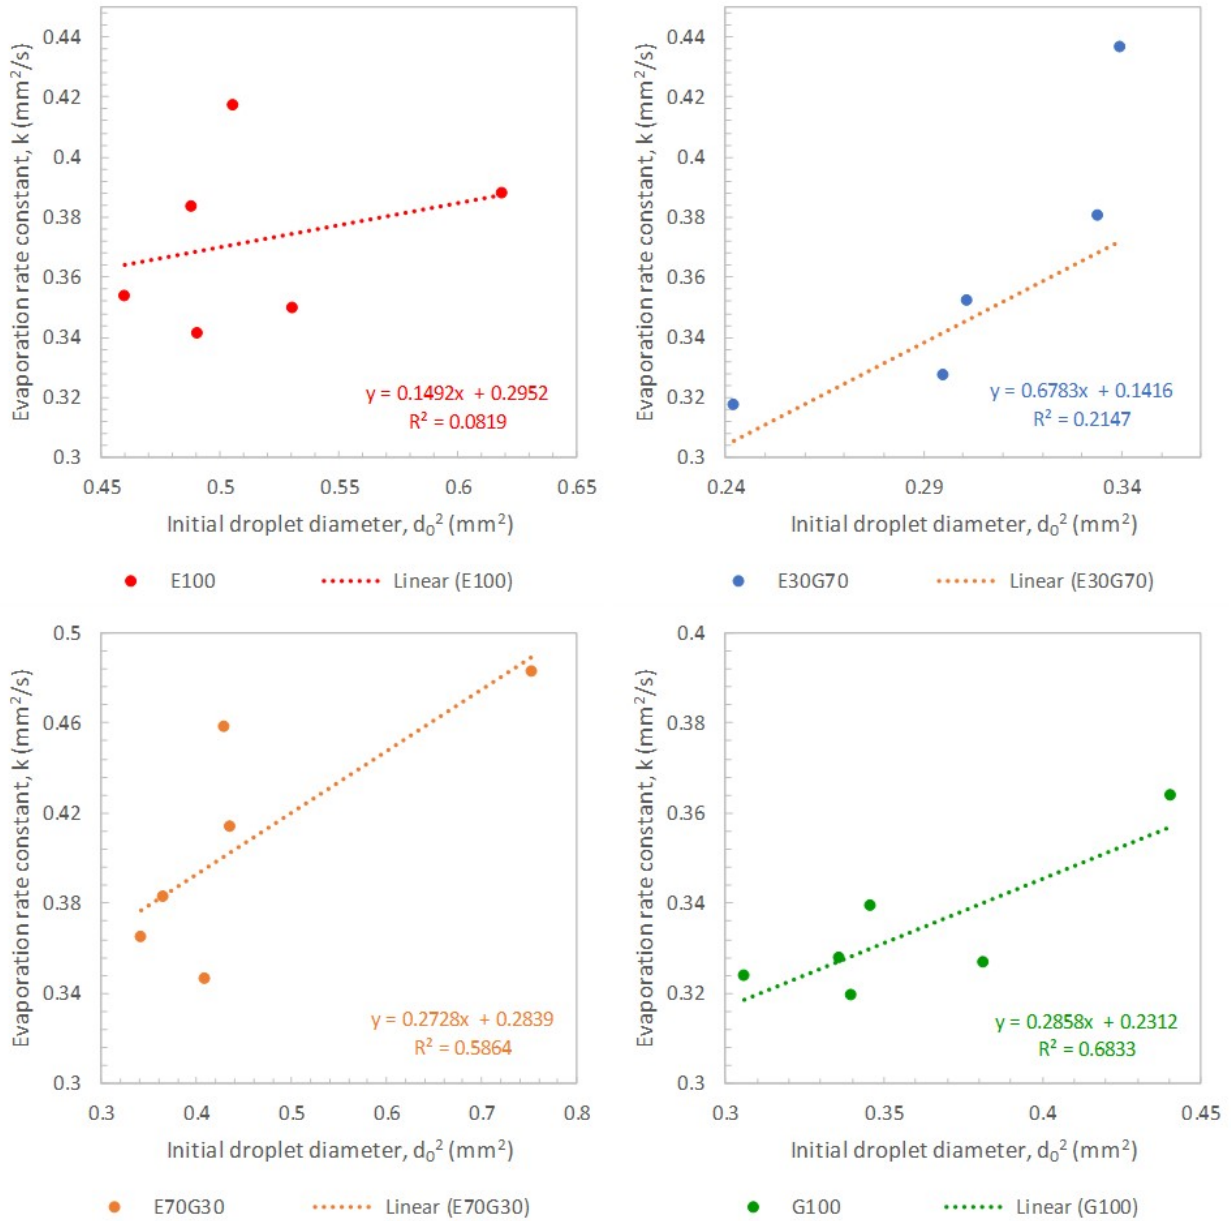 Evaporation rate constant, k (mm²/s)
0.44
0.42
0.4
0.38
0.36
0.34
0.32
0.3
y = 0.1492x + 0.2952
R² = 0.0819
0.45 0.5 0.55 0.6 0.65
Initial droplet diameter, d₀² (mm²)
E100 Linear (E100)
Evaporation rate constant, k (mm²/s)
0.44
0.42
0.4
0.38
0.36
0.34
0.32
0.3
y = 0.6783x + 0.1416
R² = 0.2147
0.24 0.29 0.34
Initial droplet diameter, d₀² (mm²)
E30G70 Linear (E30G70)
Evaporation rate constant, k (mm²/s)
0.5
0.46
0.42
0.38
0.34
0.3
y = 0.2728x + 0.2839
R² = 0.5864
0.3 0.4 0.5 0.6 0.7 0.8
Initial droplet diameter, d₀² (mm²)
E70G30 Linear (E70G30)
Evaporation rate constant, k (mm²/s)
0.4
0.38
0.36
0.34
0.32
0.3
y = 0.2858x + 0.2312
R² = 0.6833
0.3 0.35 0.4 0.45
Initial droplet diameter, d₀² (mm²)
G100 Linear (G100)